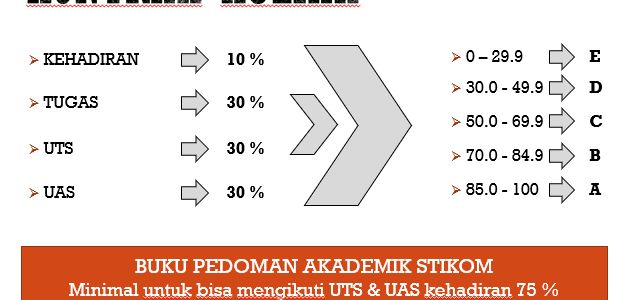 KEHADIRAN 10 %
TUGAS 30 %
UTS 30 %
UAS 30 %
0 – 29.9 E
30.0 - 49.9 D
50.0 - 69.9 C
70.0 - 84.9 B
85.0 - 100 A
BUKU PEDOMAN AKADEMIK STIKOM
Minimal untuk bisa mengikuti UTS & UAS kehadiran 75 %